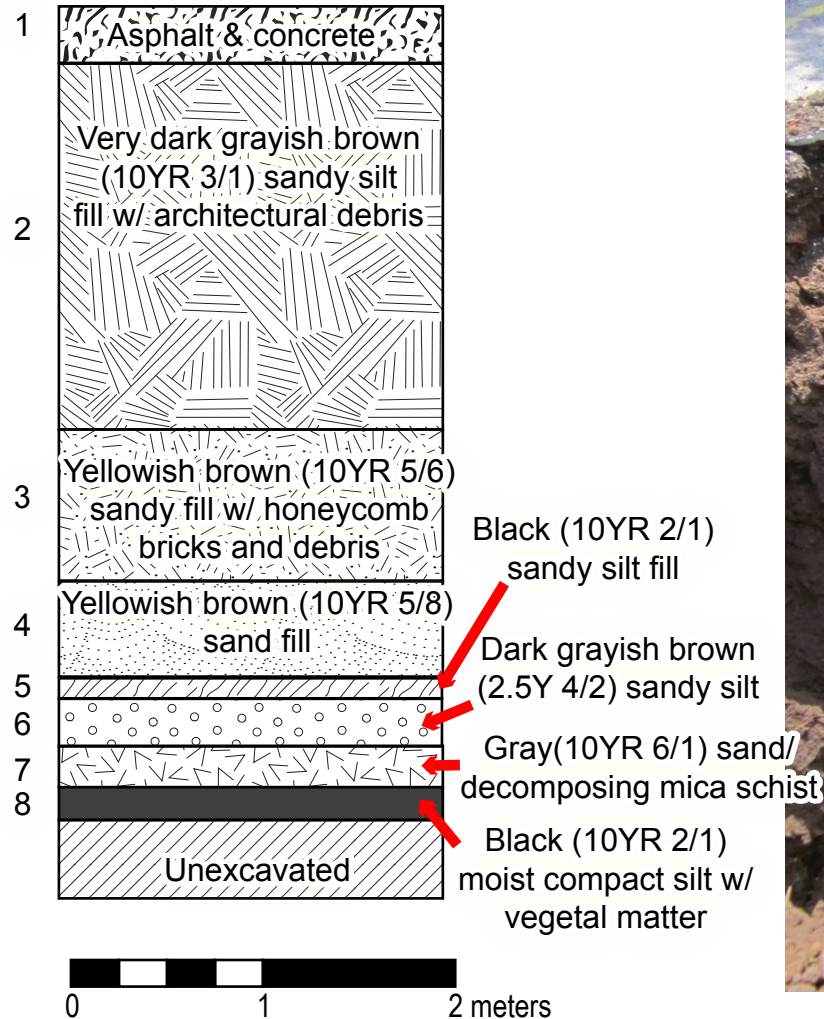 1
Asphalt & concrete
2
Very dark grayish brown
(10YR 3/1) sandy silt
fill w/ architectural debris
3
Yellowish brown (10YR 5/6)
sandy fill w/ honeycomb
bricks and debris
4
Yellowish brown (10YR 5/8)
sand fill
5
Black (10YR 2/1)
sandy silt fill
6
Dark grayish brown
(2.5Y 4/2) sandy silt
7
Gray(10YR 6/1) sand/
decomposing mica schist
8
Black (10YR 2/1)
moist compact silt w/
vegetal matter
Unexcavated
0 1 2 meters